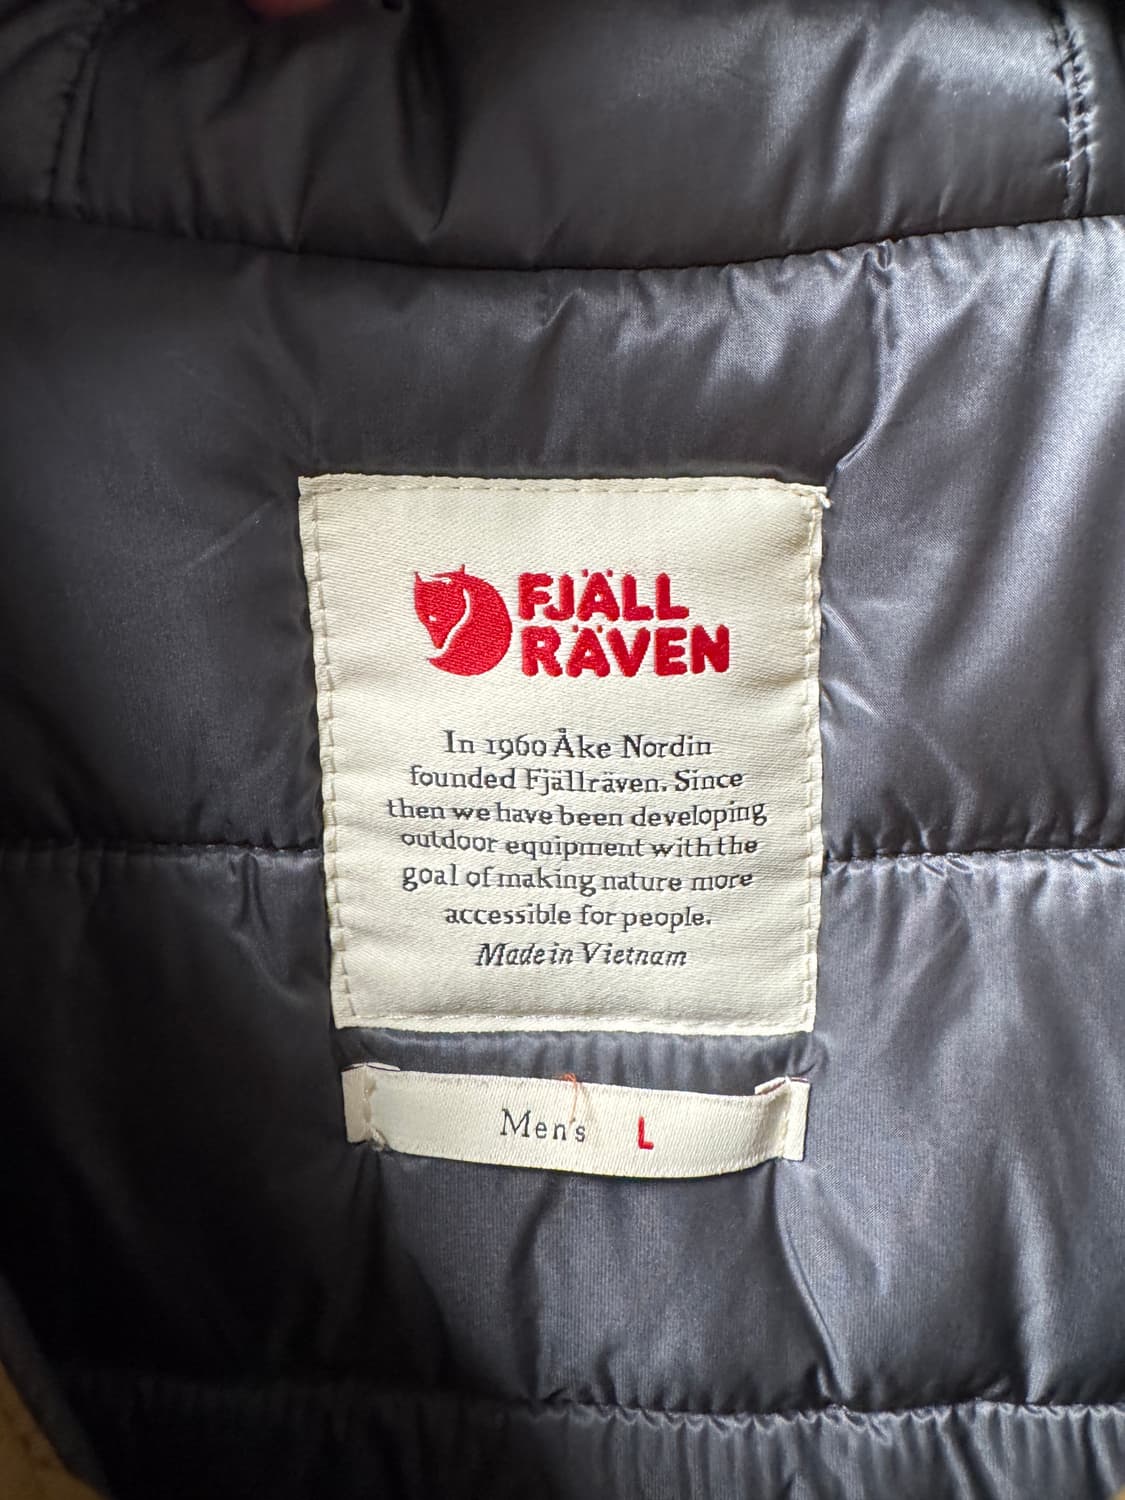 FJÄLL
RÄVEN
In 1960 Åke Nordin
founded Fjällräven. Since
then we have been developing
outdoor equipment with the
goal of making nature more
accessible for people.
Made in Vietnam
Men's L